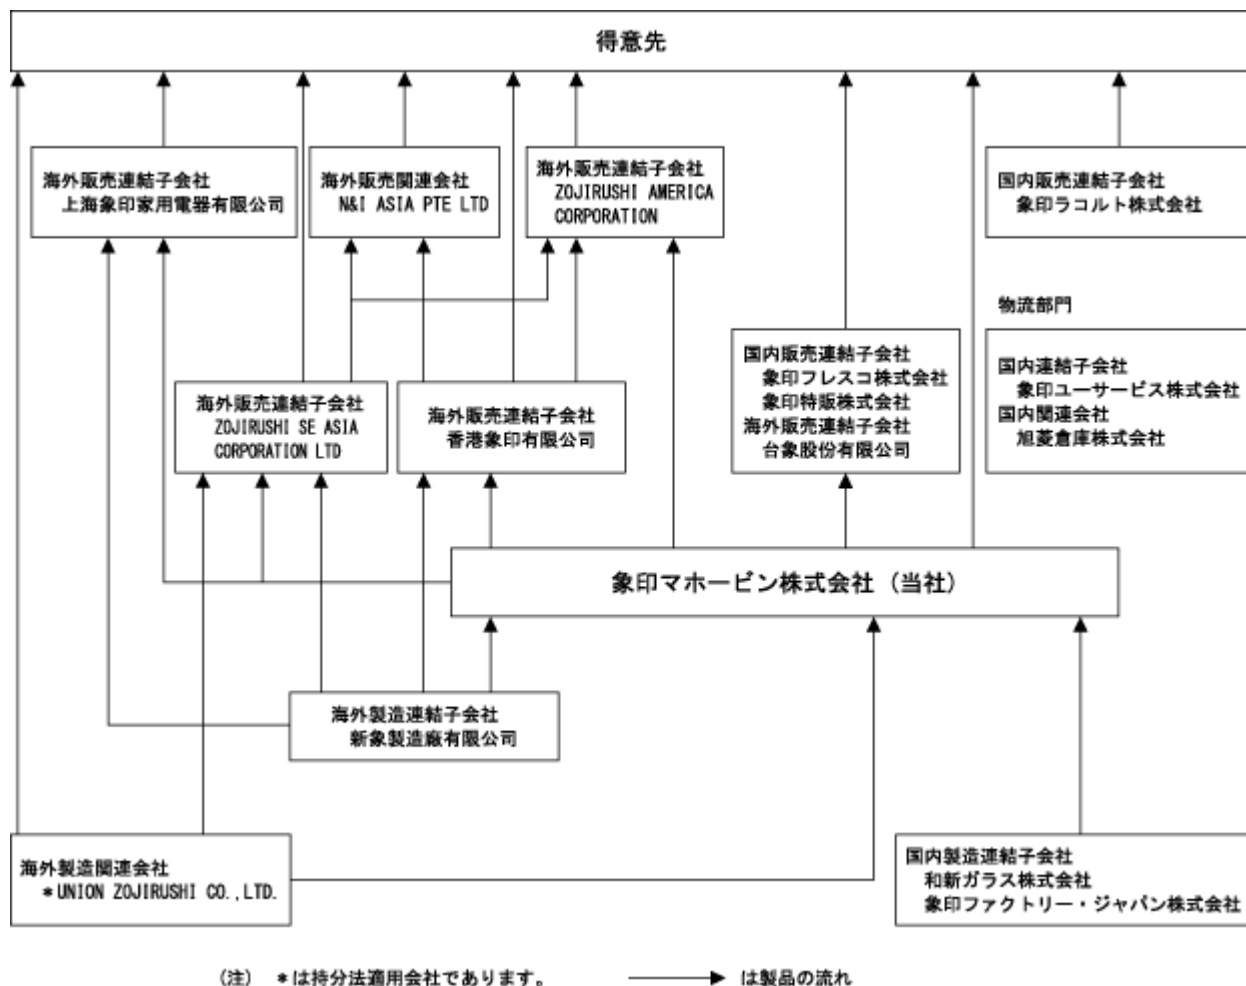 得意先
海外販売連結子会社
上海象印家用電器有限公司
海外販売関連会社
N&I ASIA PTE LTD
海外販売連結子会社
ZOJIRUSHI AMERICA
CORPORATION
国内販売連結子会社
象印ラコルト株式会社
物流部門
国内連結子会社
象印ユーサービス株式会社
国内関連会社
旭菱倉庫株式会社
国内販売連結子会社
象印フレスコ株式会社
象印特販株式会社
海外販売連結子会社
台象股份有限公司
海外販売連結子会社
ZOJIRUSHI SE ASIA
CORPORATION LTD
海外販売連結子会社
香港象印有限公司
象印マホービン株式会社（当社）
海外製造連結子会社
新象製造廠有限公司
海外製造関連会社
＊UNION ZOJIRUSHI CO.,LTD.
国内製造連結子会社
和新ガラス株式会社
象印ファクトリー・ジャパン株式会社
（注） ＊は持分法適用会社であります。 は製品の流れ